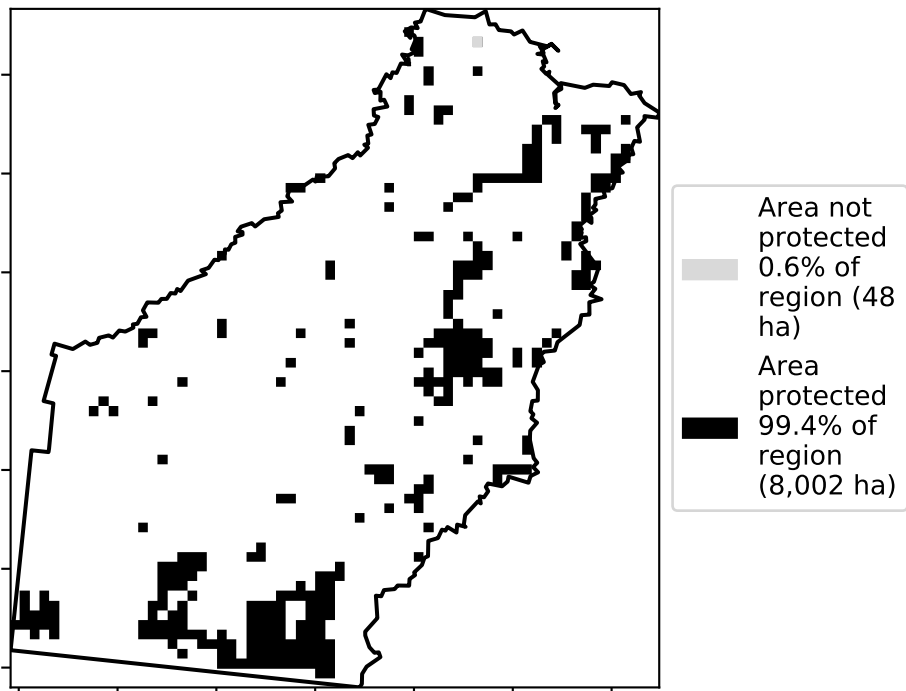 Area not
protected
0.6% of
region (48
ha)
Area
protected
99.4% of
region
(8,002 ha)